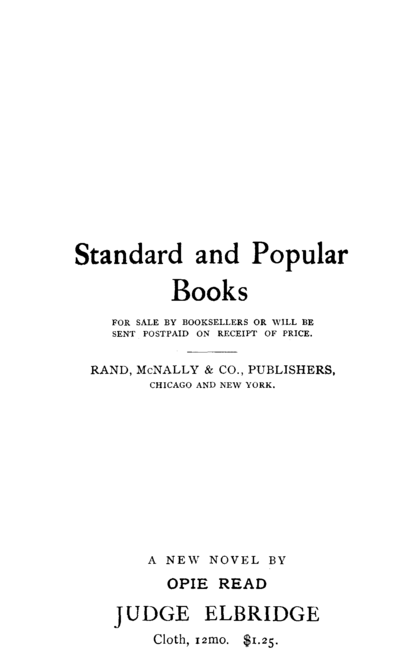 Standard and Popular
Books
FOR SALE BY BOOKSELLERS OR WILL BE
SENT POSTPAID ON RECEIPT OF PRICE.
RAND, McNALLY & CO., PUBLISHERS,
CHICAGO AND NEW YORK.
A NEW NOVEL BY
OPIE READ
JUDGE ELBRIDGE
Cloth, 12mo. $1.25.